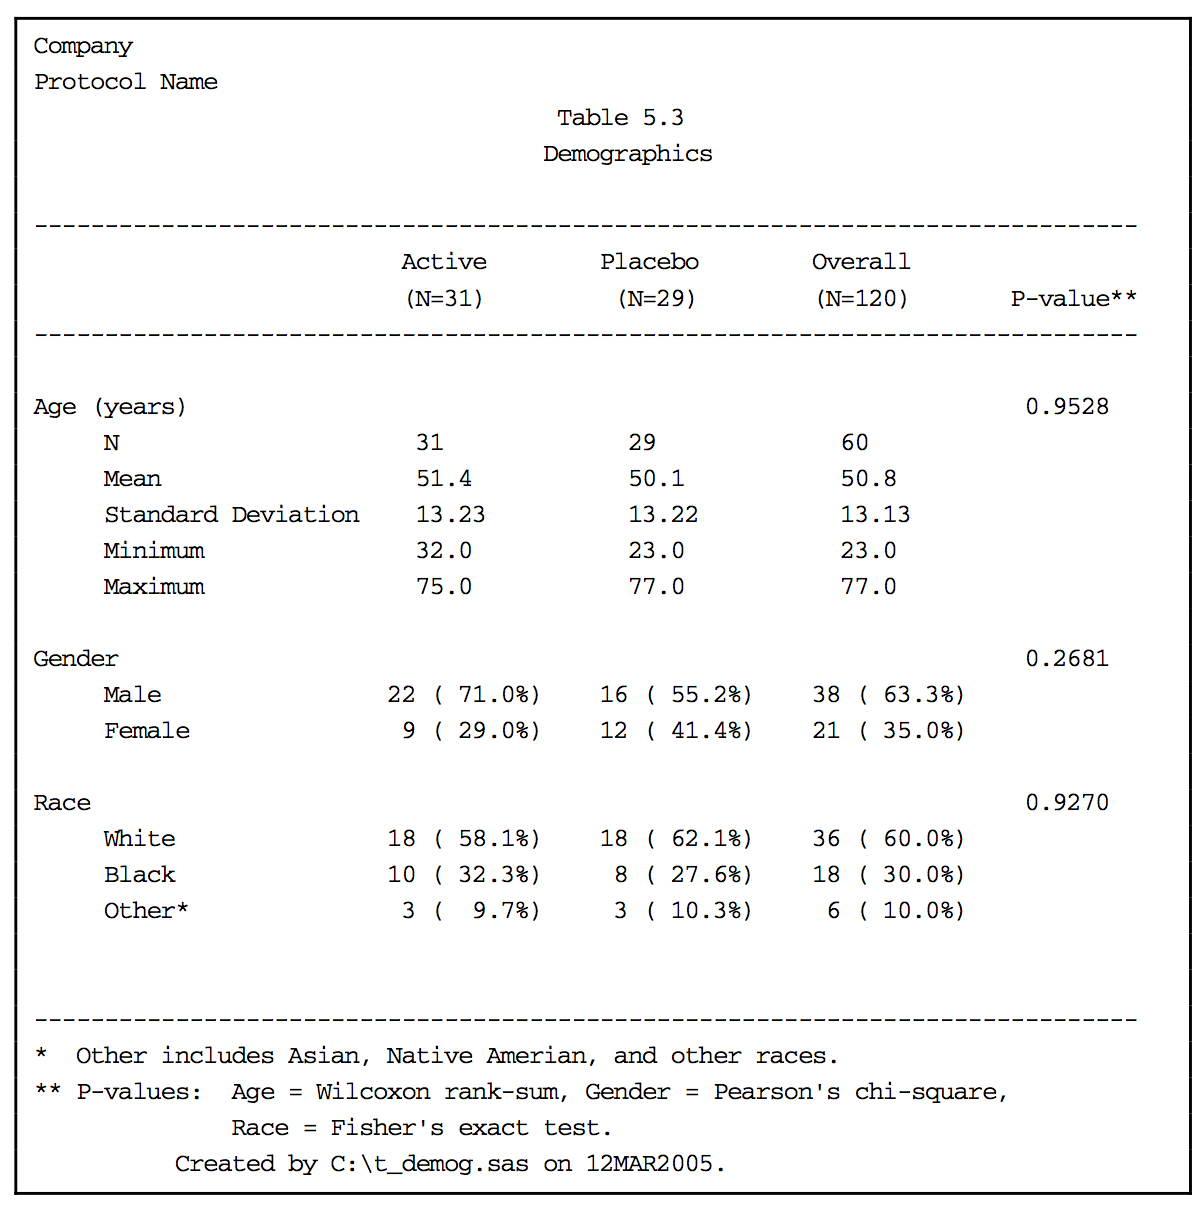 Company
Protocol Name
Table 5.3
Demographics
-------------------------------------------------------------------------------
Active Placebo Overall
(N=31) (N=29) (N=120) P-value**
-------------------------------------------------------------------------------
Age (years) 0.9528
N 31 29 60
Mean 51.4 50.1 50.8
Standard Deviation 13.23 13.22 13.13
Minimum 32.0 23.0 23.0
Maximum 75.0 77.0 77.0
Gender 0.2681
Male 22 ( 71.0%) 16 ( 55.2%) 38 ( 63.3%)
Female 9 ( 29.0%) 12 ( 41.4%) 21 ( 35.0%)
Race 0.9270
White 18 ( 58.1%) 18 ( 62.1%) 36 ( 60.0%)
Black 10 ( 32.3%) 8 ( 27.6%) 18 ( 30.0%)
Other* 3 (  9.7%) 3 ( 10.3%) 6 ( 10.0%)
-------------------------------------------------------------------------------
* Other includes Asian, Native Amerian, and other races.
** P-values: Age = Wilcoxon rank-sum, Gender = Pearson's chi-square,
Race = Fisher's exact test.
Created by C:\t_demog.sas on 12MAR2005.